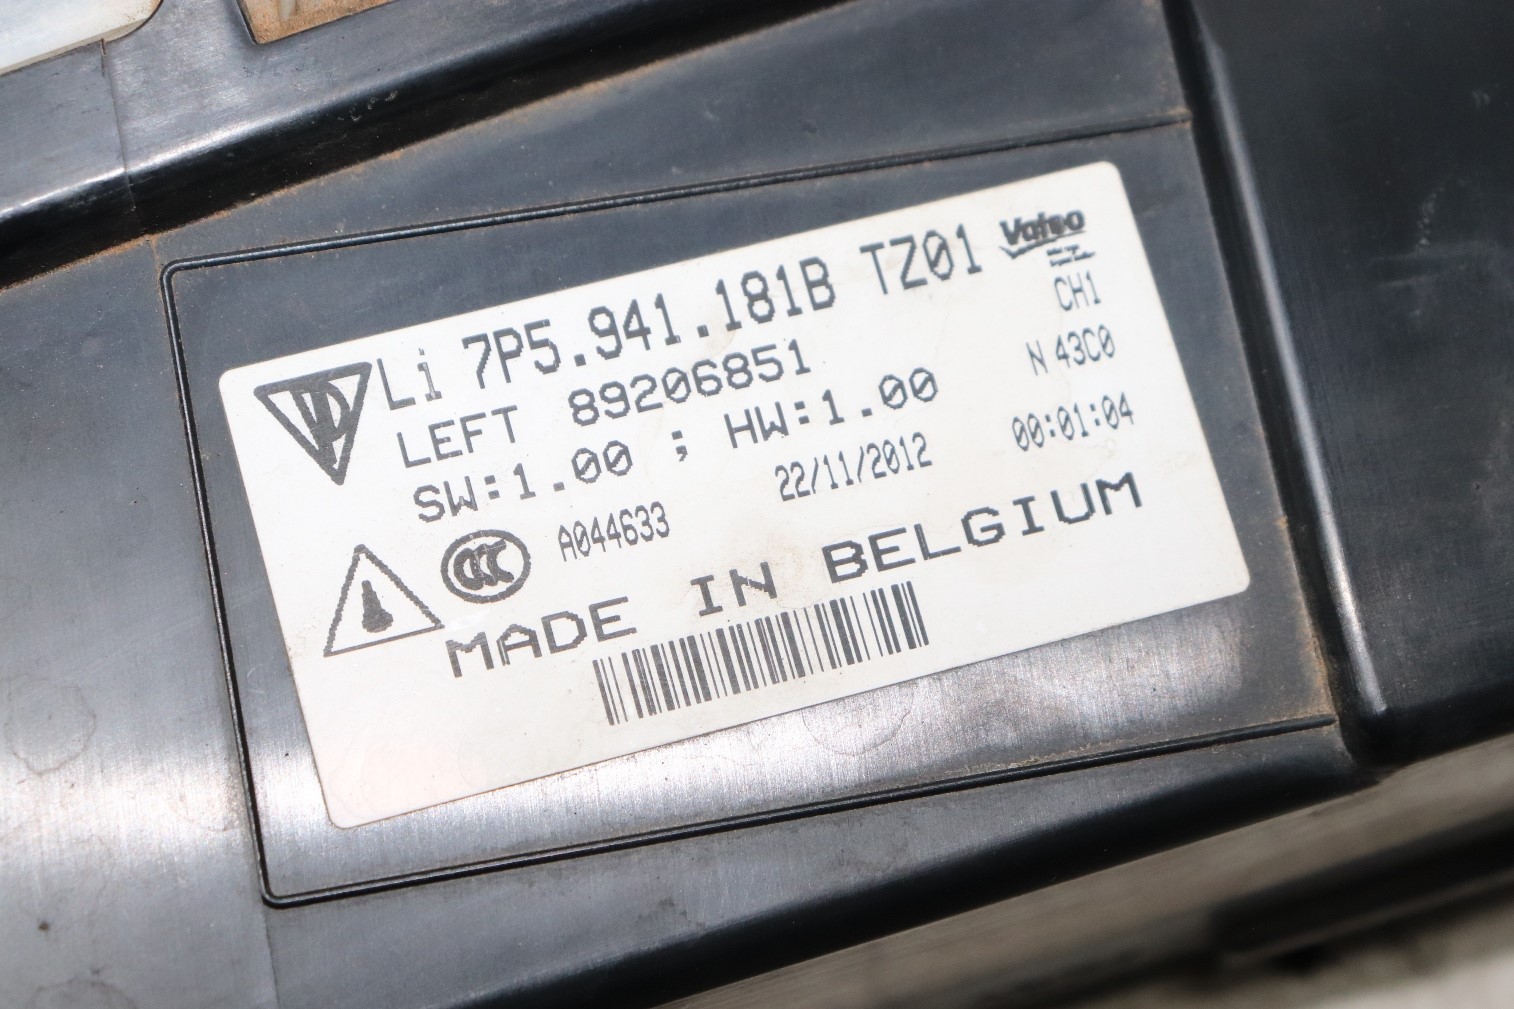 Li 7P5.941.181B TZ01 Valeo
LEFT 89206851 CH1
SW:1.00 ; HW:1.00 N 43C0
A044633 22/11/2012 00:01:04
CCC
MADE IN BELGIUM